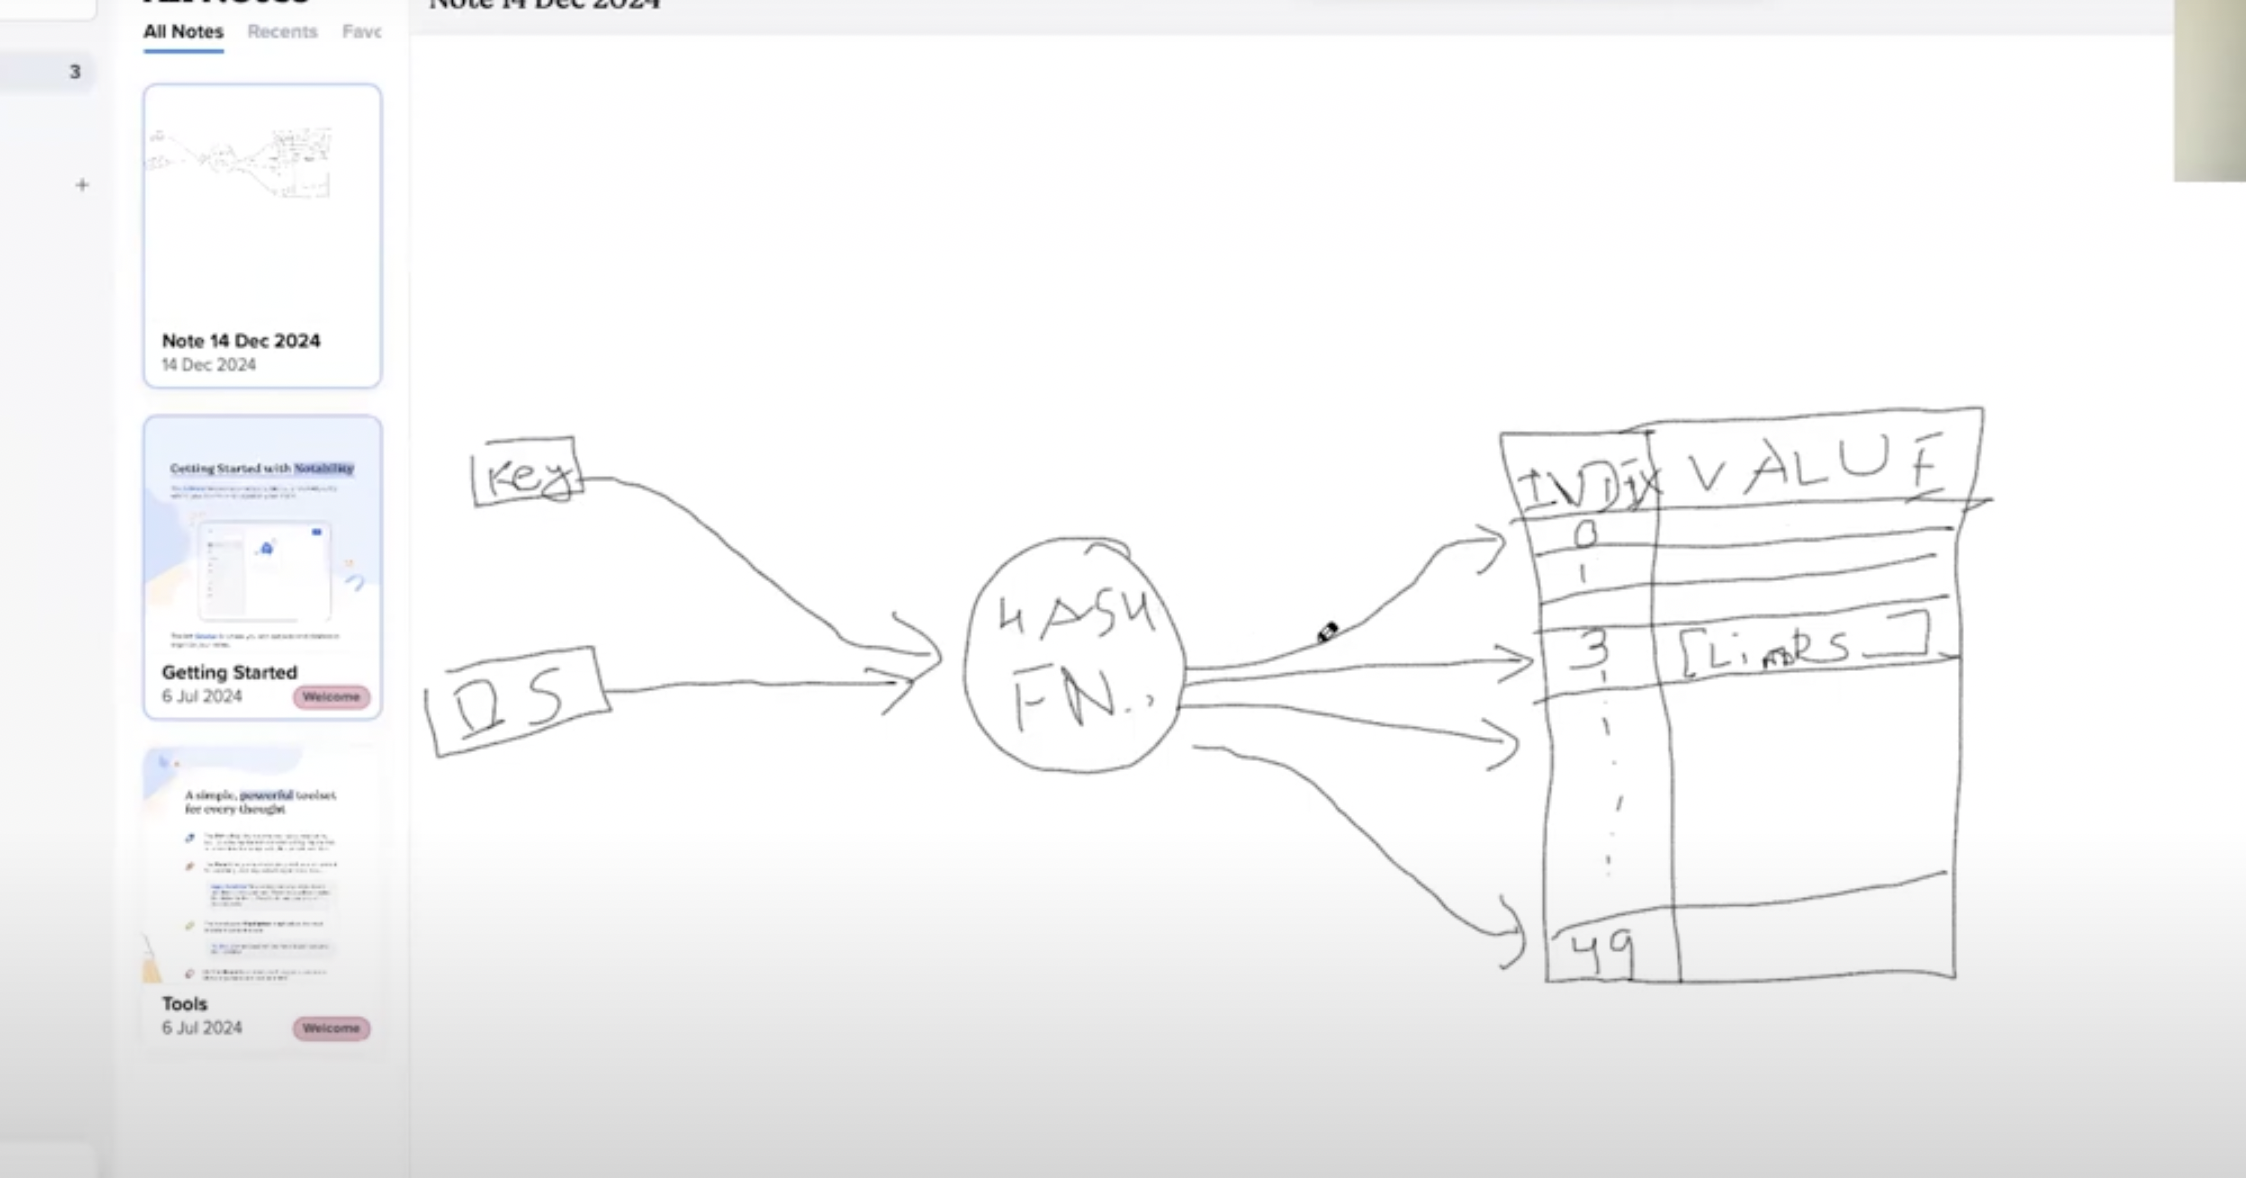 Note 14 Dec 2024
All Notes Recents Favc
3
+
Note 14 Dec 2024
14 Dec 2024
Getting Started with Notability
Getting Started
6 Jul 2024 Welcome
A simple, powerful toolset
for every thought
Tools
6 Jul 2024 Welcome
Key
DS
HASH
FN..
INDEX VALUE
0
1
3 [Links]
49